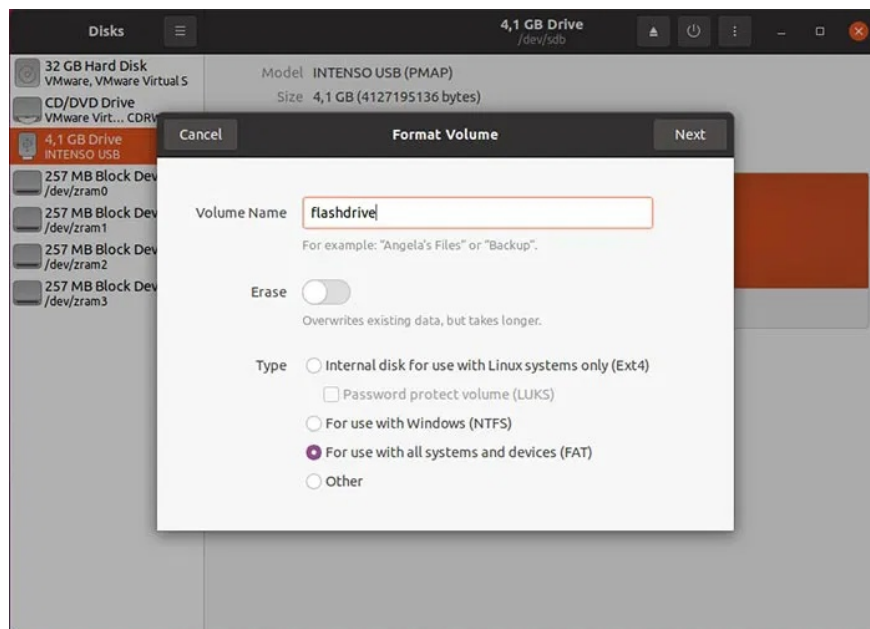 Disks
4,1 GB Drive
/dev/sdb
32 GB Hard Disk
VMware, VMware Virtual S
CD/DVD Drive
VMware Virt... CDRW
4,1 GB Drive
INTENSO USB
257 MB Block Dev
/dev/zram0
257 MB Block Dev
/dev/zram1
257 MB Block Dev
/dev/zram2
257 MB Block Dev
/dev/zram3
Model INTENSO USB (PMAP)
Size 4,1 GB (4127195136 bytes)
Cancel
Format Volume
Next
Volume Name flashdrive
For example: “Angela's Files” or “Backup”.
Erase
Overwrites existing data, but takes longer.
Type Internal disk for use with Linux systems only (Ext4)
Password protect volume (LUKS)
For use with Windows (NTFS)
For use with all systems and devices (FAT)
Other